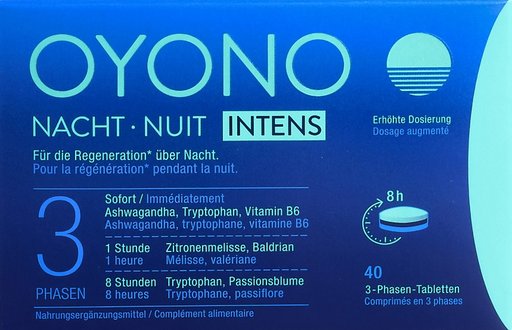 OYONO
NACHT · NUIT INTENS
Für die Regeneration* über Nacht.
Pour la régénération* pendant la nuit.
Erhöhte Dosierung
Dosage augmenté
3
PHASEN
Sofort / Immédiatement
Ashwagandha, Tryptophan, Vitamin B6
Ashwagandha, tryptophane, vitamine B6
1 Stunde Zitronenmelisse, Baldrian
1 heure Mélisse, valériane
8 Stunden Tryptophan, Passionsblume
8 heures Tryptophane, passiflore
8 h
40
3-Phasen-Tabletten
Comprimés en 3 phases
Nahrungsergänzungsmittel / Complément alimentaire